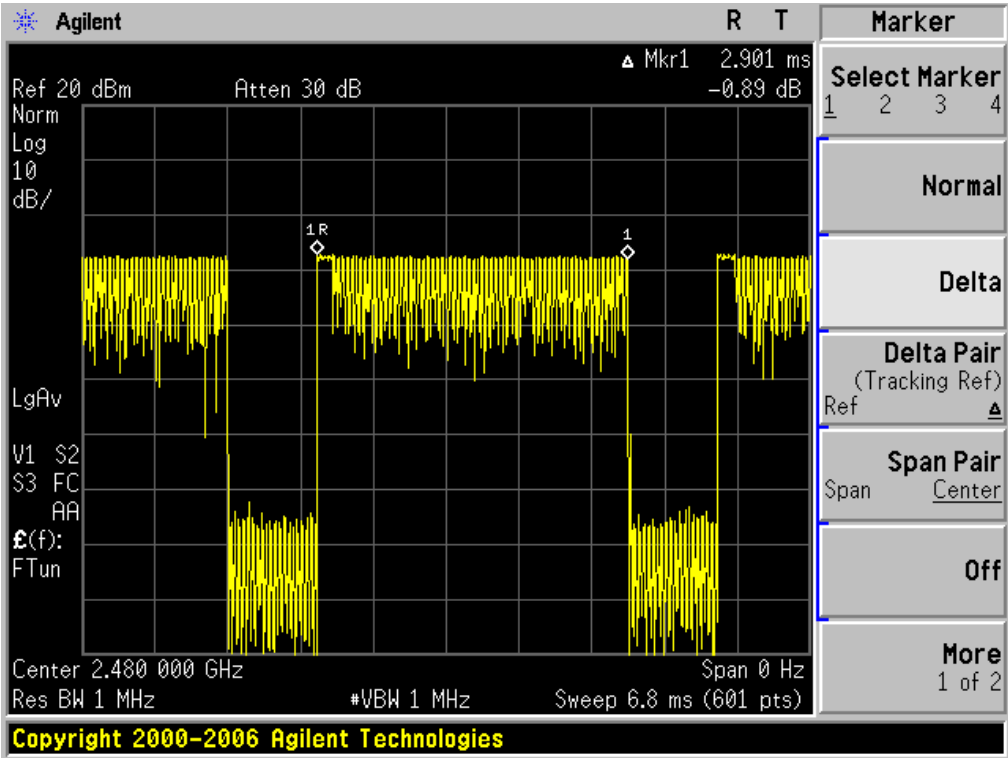 Agilent R T Marker
Δ Mkr1 2.901 ms
Ref 20 dBm Atten 30 dB -0.89 dB
Norm
Log
10
dB/
1R
1
LgAv
V1 S2
S3 FC
AA
£(f):
FTun
Center 2.480 000 GHz Span 0 Hz
Res BW 1 MHz #VBW 1 MHz Sweep 6.8 ms (601 pts)
Copyright 2000-2006 Agilent Technologies
Select Marker
1 2 3 4
Normal
Delta
Delta Pair
(Tracking Ref)
Ref Δ
Span Pair
Span Center
Off
More
1 of 2